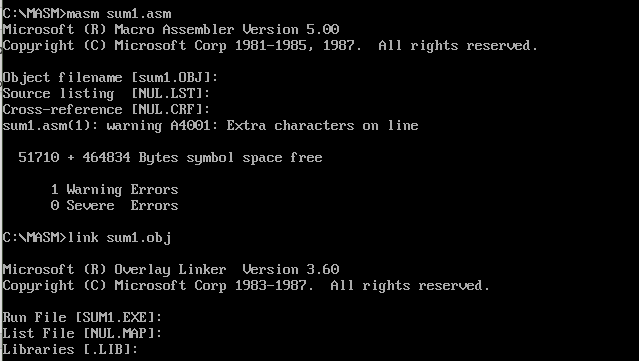 C:\MASM>masm sum1.asm
Microsoft (R) Macro Assembler Version 5.00
Copyright (C) Microsoft Corp 1981-1985, 1987.  All rights reserved.
Object filename [sum1.OBJ]:
Source listing  [NUL.LST]:
Cross-reference [NUL.CRF]:
sum1.asm(1): warning A4001: Extra characters on line
51710 + 464834 Bytes symbol space free
1 Warning Errors
0 Severe  Errors
C:\MASM>link sum1.obj
Microsoft (R) Overlay Linker  Version 3.60
Copyright (C) Microsoft Corp 1983-1987.  All rights reserved.
Run File [SUM1.EXE]:
List File [NUL.MAP]:
Libraries [.LIB]: